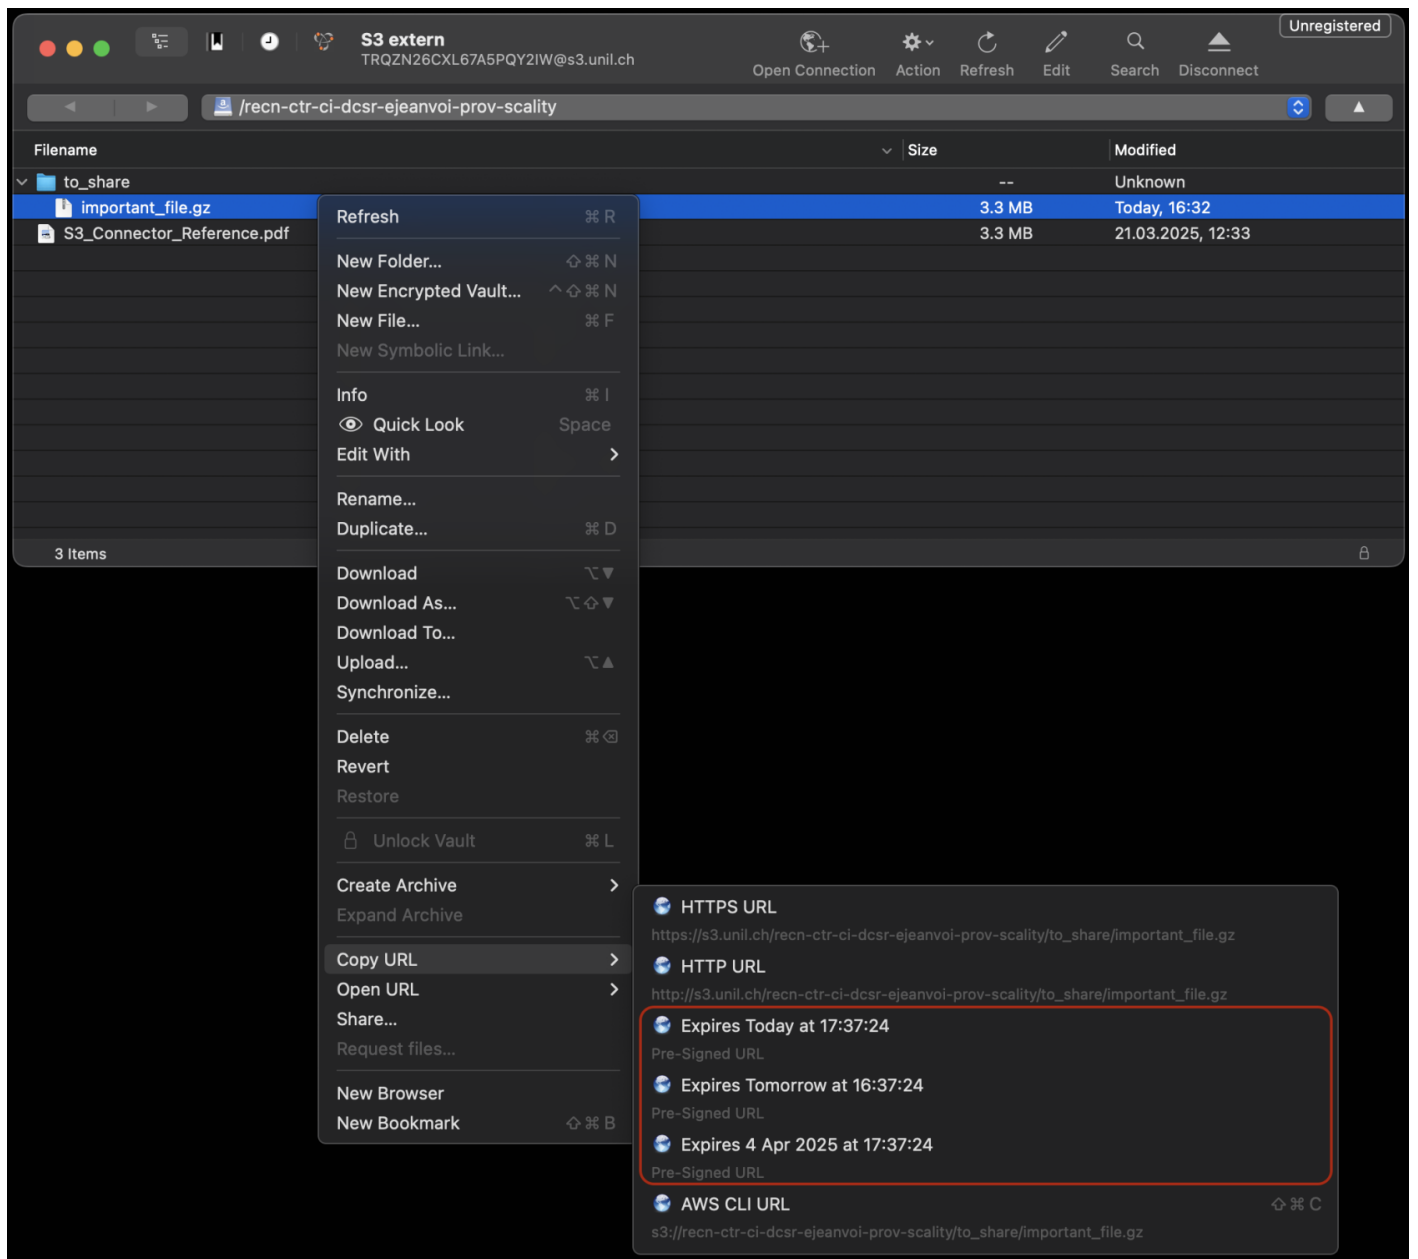 Unregistered
S3 extern
TRQZN26CXL67A5PQY2IW@s3.unil.ch
Open Connection Action Refresh Edit Search Disconnect
/recn-ctr-ci-dcsr-ejeanvoi-prov-scality
Filename Size Modified
to_share -- Unknown
important_file.gz 3.3 MB Today, 16:32
S3_Connector_Reference.pdf 3.3 MB 21.03.2025, 12:33
3 Items
Refresh ⌘ R
New Folder... ⇧ ⌘ N
New Encrypted Vault... ^ ⇧ ⌘ N
New File... ⌘ F
New Symbolic Link...
Info ⌘ I
Quick Look Space
Edit With
Rename...
Duplicate... ⌘ D
Download ⌥ ▼
Download As... ⌥ ⇧ ▼
Download To...
Upload... ⌥ ▲
Synchronize...
Delete ⌘ ⌫
Revert
Restore
Unlock Vault ⌘ L
Create Archive
Expand Archive
Copy URL
Open URL
Share...
Request files...
New Browser
New Bookmark ⇧ ⌘ B
HTTPS URL
https://s3.unil.ch/recn-ctr-ci-dcsr-ejeanvoi-prov-scality/to_share/important_file.gz
HTTP URL
http://s3.unil.ch/recn-ctr-ci-dcsr-ejeanvoi-prov-scality/to_share/important_file.gz
Expires Today at 17:37:24
Pre-Signed URL
Expires Tomorrow at 16:37:24
Pre-Signed URL
Expires 4 Apr 2025 at 17:37:24
Pre-Signed URL
AWS CLI URL ⇧ ⌘ C
s3://recn-ctr-ci-dcsr-ejeanvoi-prov-scality/to_share/important_file.gz